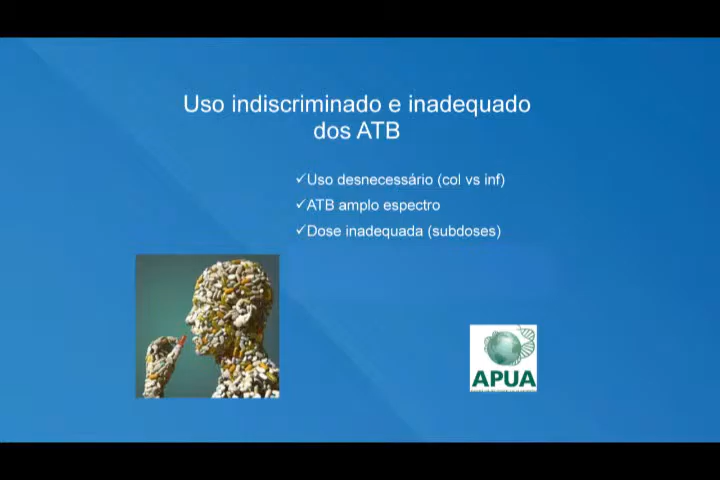 Uso indiscriminado e inadequado
dos ATB
✓Uso desnecessário (col vs inf)
✓ATB amplo espectro
✓Dose inadequada (subdoses)
APUA